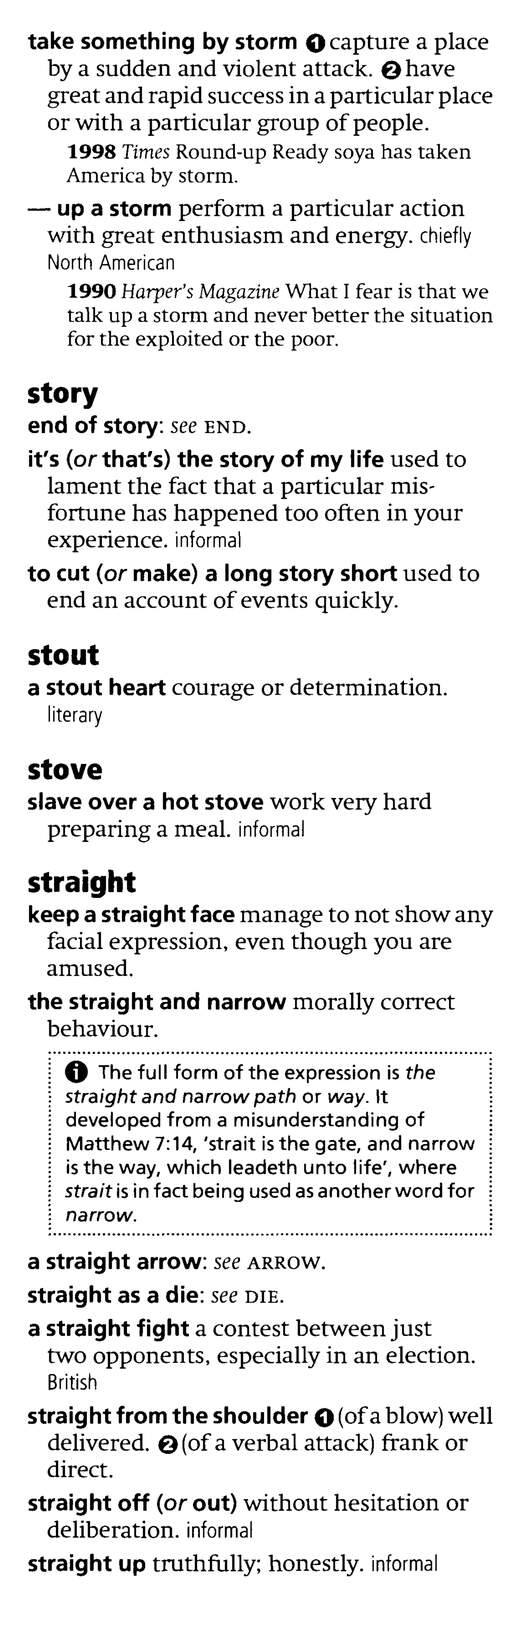 take something by storm ❶ capture a place
by a sudden and violent attack. ❷ have
great and rapid success in a particular place
or with a particular group of people.
1998 Times Round-up Ready soya has taken
America by storm.
— up a storm perform a particular action
with great enthusiasm and energy. chiefly
North American
1990 Harper's Magazine What I fear is that we
talk up a storm and never better the situation
for the exploited or the poor.
story
end of story: see END.
it's (or that's) the story of my life used to
lament the fact that a particular mis-
fortune has happened too often in your
experience. informal
to cut (or make) a long story short used to
end an account of events quickly.
stout
a stout heart courage or determination.
literary
stove
slave over a hot stove work very hard
preparing a meal. informal
straight
keep a straight face manage to not show any
facial expression, even though you are
amused.
the straight and narrow morally correct
behaviour.
ℹ The full form of the expression is the
straight and narrow path or way. It
developed from a misunderstanding of
Matthew 7:14, 'strait is the gate, and narrow
is the way, which leadeth unto life', where
strait is in fact being used as another word for
narrow.
a straight arrow: see ARROW.
straight as a die: see DIE.
a straight fight a contest between just
two opponents, especially in an election.
British
straight from the shoulder ❶ (of a blow) well
delivered. ❷ (of a verbal attack) frank or
direct.
straight off (or out) without hesitation or
deliberation. informal
straight up truthfully; honestly. informal